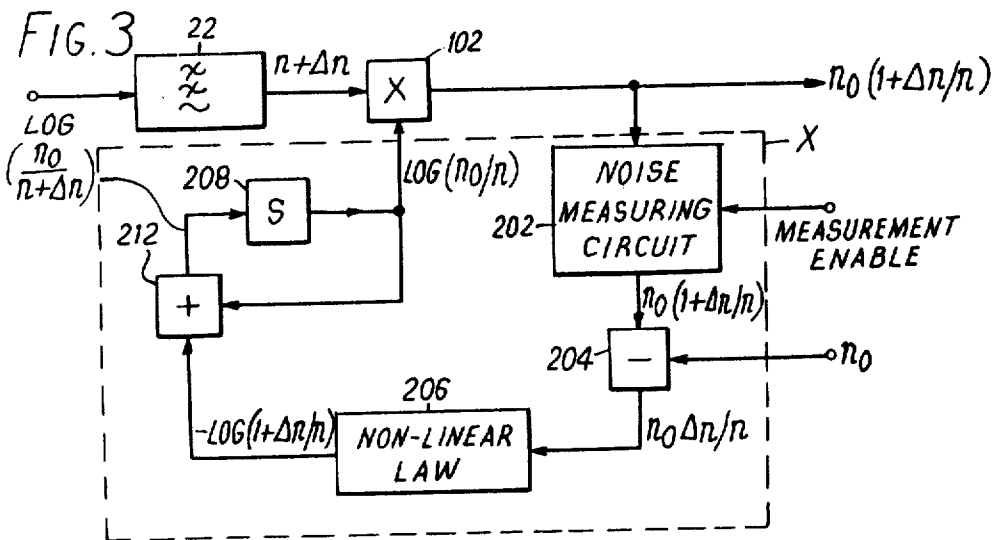 FIG. 3
22
n+Δn
102
X
n₀(1+Δn/n)
LOG
(n₀/n+Δn)
208
S
LOG(n₀/n)
X
NOISE
MEASURING
CIRCUIT
202
MEASUREMENT
ENABLE
212
+
n₀(1+Δn/n)
204
−
n₀
206
-LOG(1+Δn/n)
NON-LINEAR
LAW
n₀Δn/n